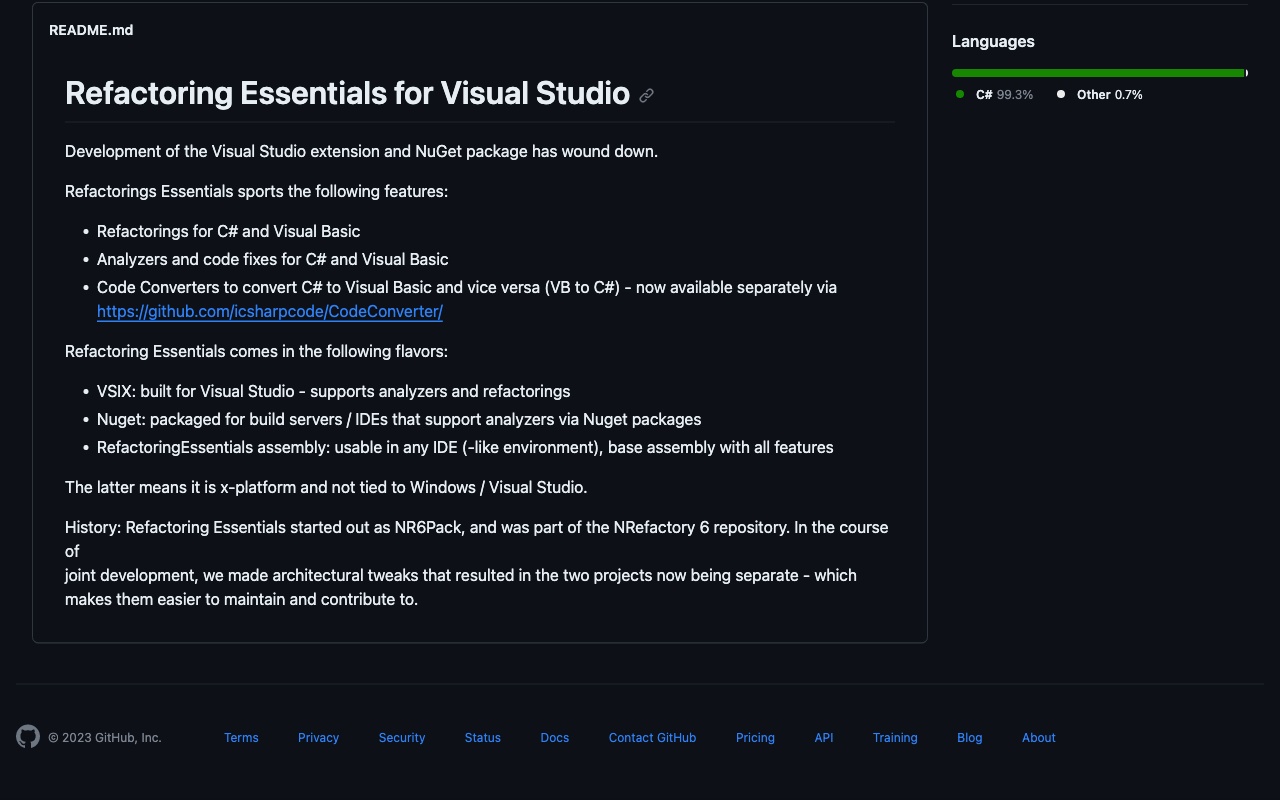 README.md
Refactoring Essentials for Visual Studio
Development of the Visual Studio extension and NuGet package has wound down.
Refactorings Essentials sports the following features:
• Refactorings for C# and Visual Basic
• Analyzers and code fixes for C# and Visual Basic
• Code Converters to convert C# to Visual Basic and vice versa (VB to C#) - now available separately via
https://github.com/icsharpcode/CodeConverter/
Refactoring Essentials comes in the following flavors:
• VSIX: built for Visual Studio - supports analyzers and refactorings
• Nuget: packaged for build servers / IDEs that support analyzers via Nuget packages
• RefactoringEssentials assembly: usable in any IDE (-like environment), base assembly with all features
The latter means it is x-platform and not tied to Windows / Visual Studio.
History: Refactoring Essentials started out as NR6Pack, and was part of the NRefactory 6 repository. In the course
of
joint development, we made architectural tweaks that resulted in the two projects now being separate - which
makes them easier to maintain and contribute to.
Languages
C# 99.3% Other 0.7%
© 2023 GitHub, Inc. Terms Privacy Security Status Docs Contact GitHub Pricing API Training Blog About